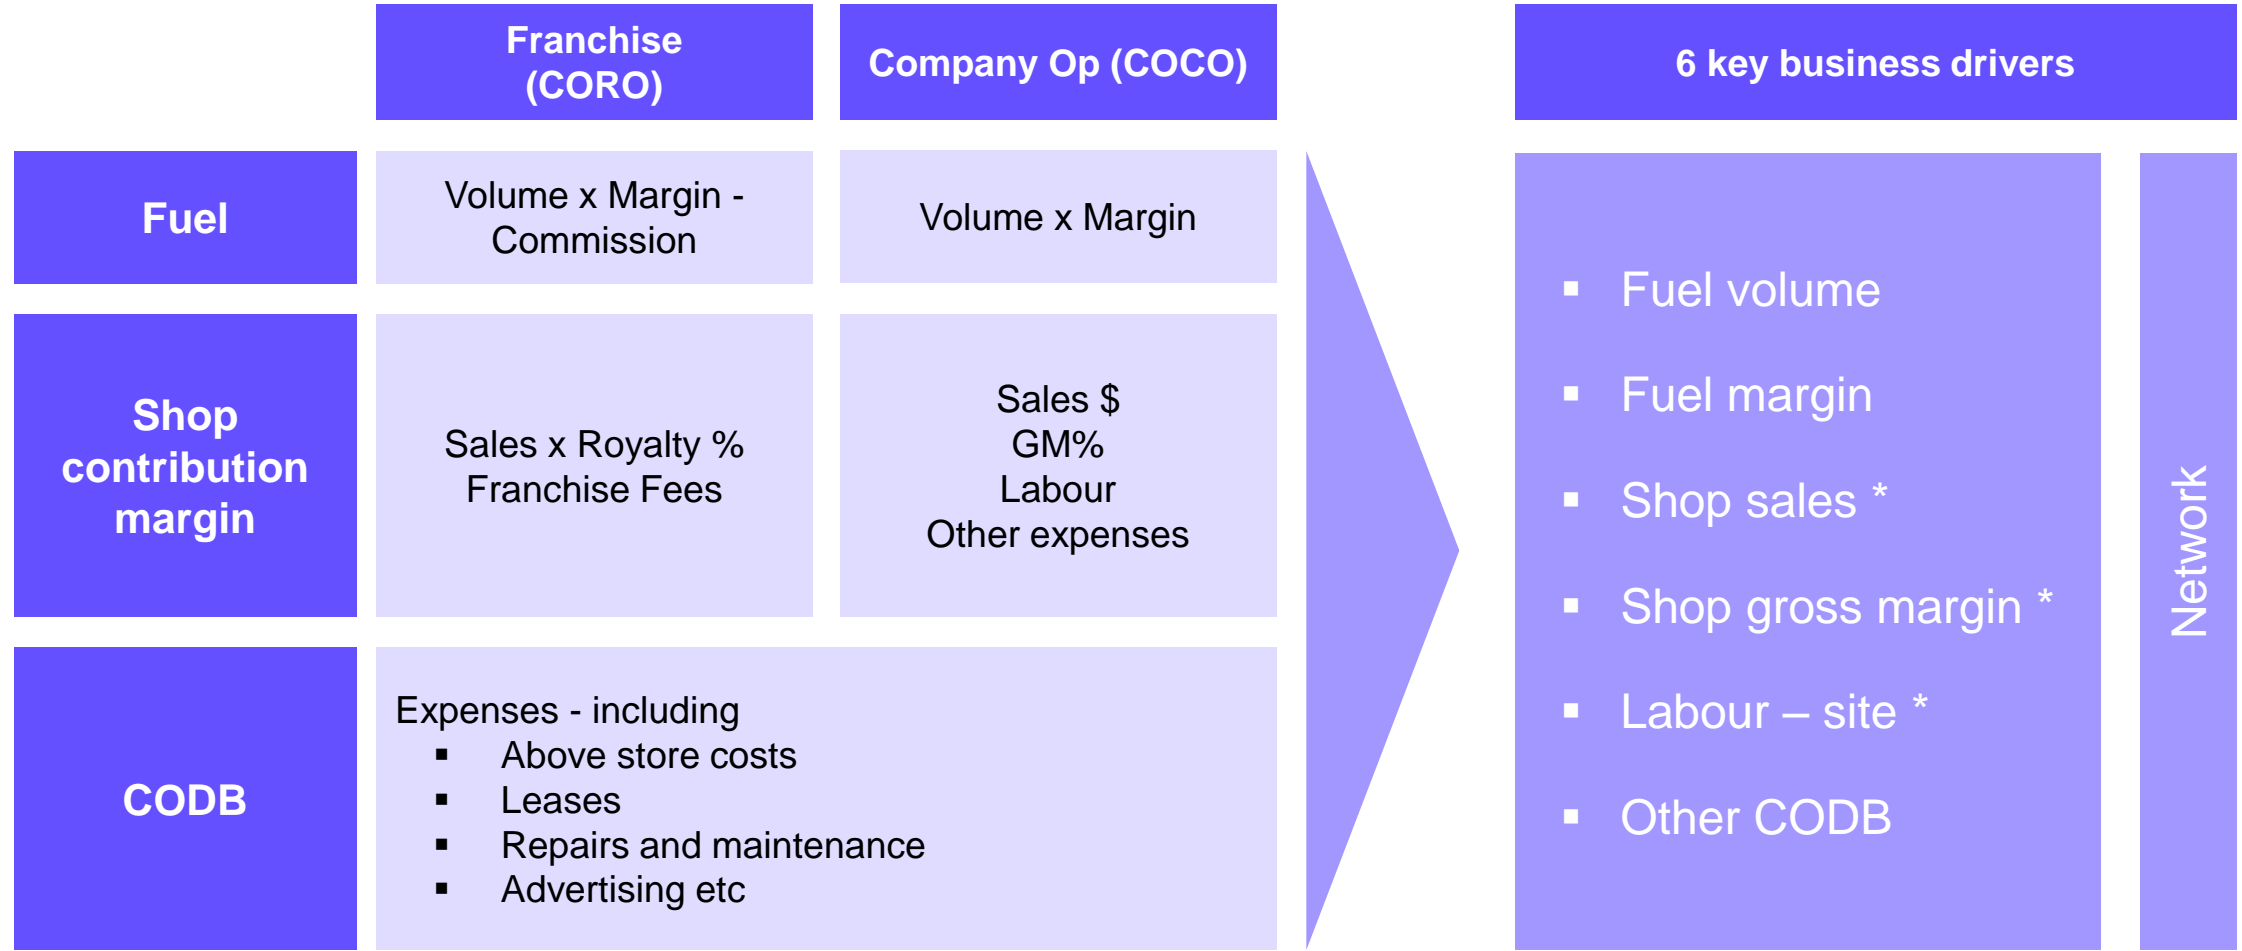 Franchise
(CORO)
Company Op (COCO)
6 key business drivers
Fuel
Volume x Margin -
Commission
Volume x Margin
Shop
contribution
margin
Sales x Royalty %
Franchise Fees
Sales $
GM%
Labour
Other expenses
CODB
Expenses - including
▪ Above store costs
▪ Leases
▪ Repairs and maintenance
▪ Advertising etc
▪ Fuel volume
▪ Fuel margin
▪ Shop sales *
▪ Shop gross margin *
▪ Labour – site *
▪ Other CODB
Network